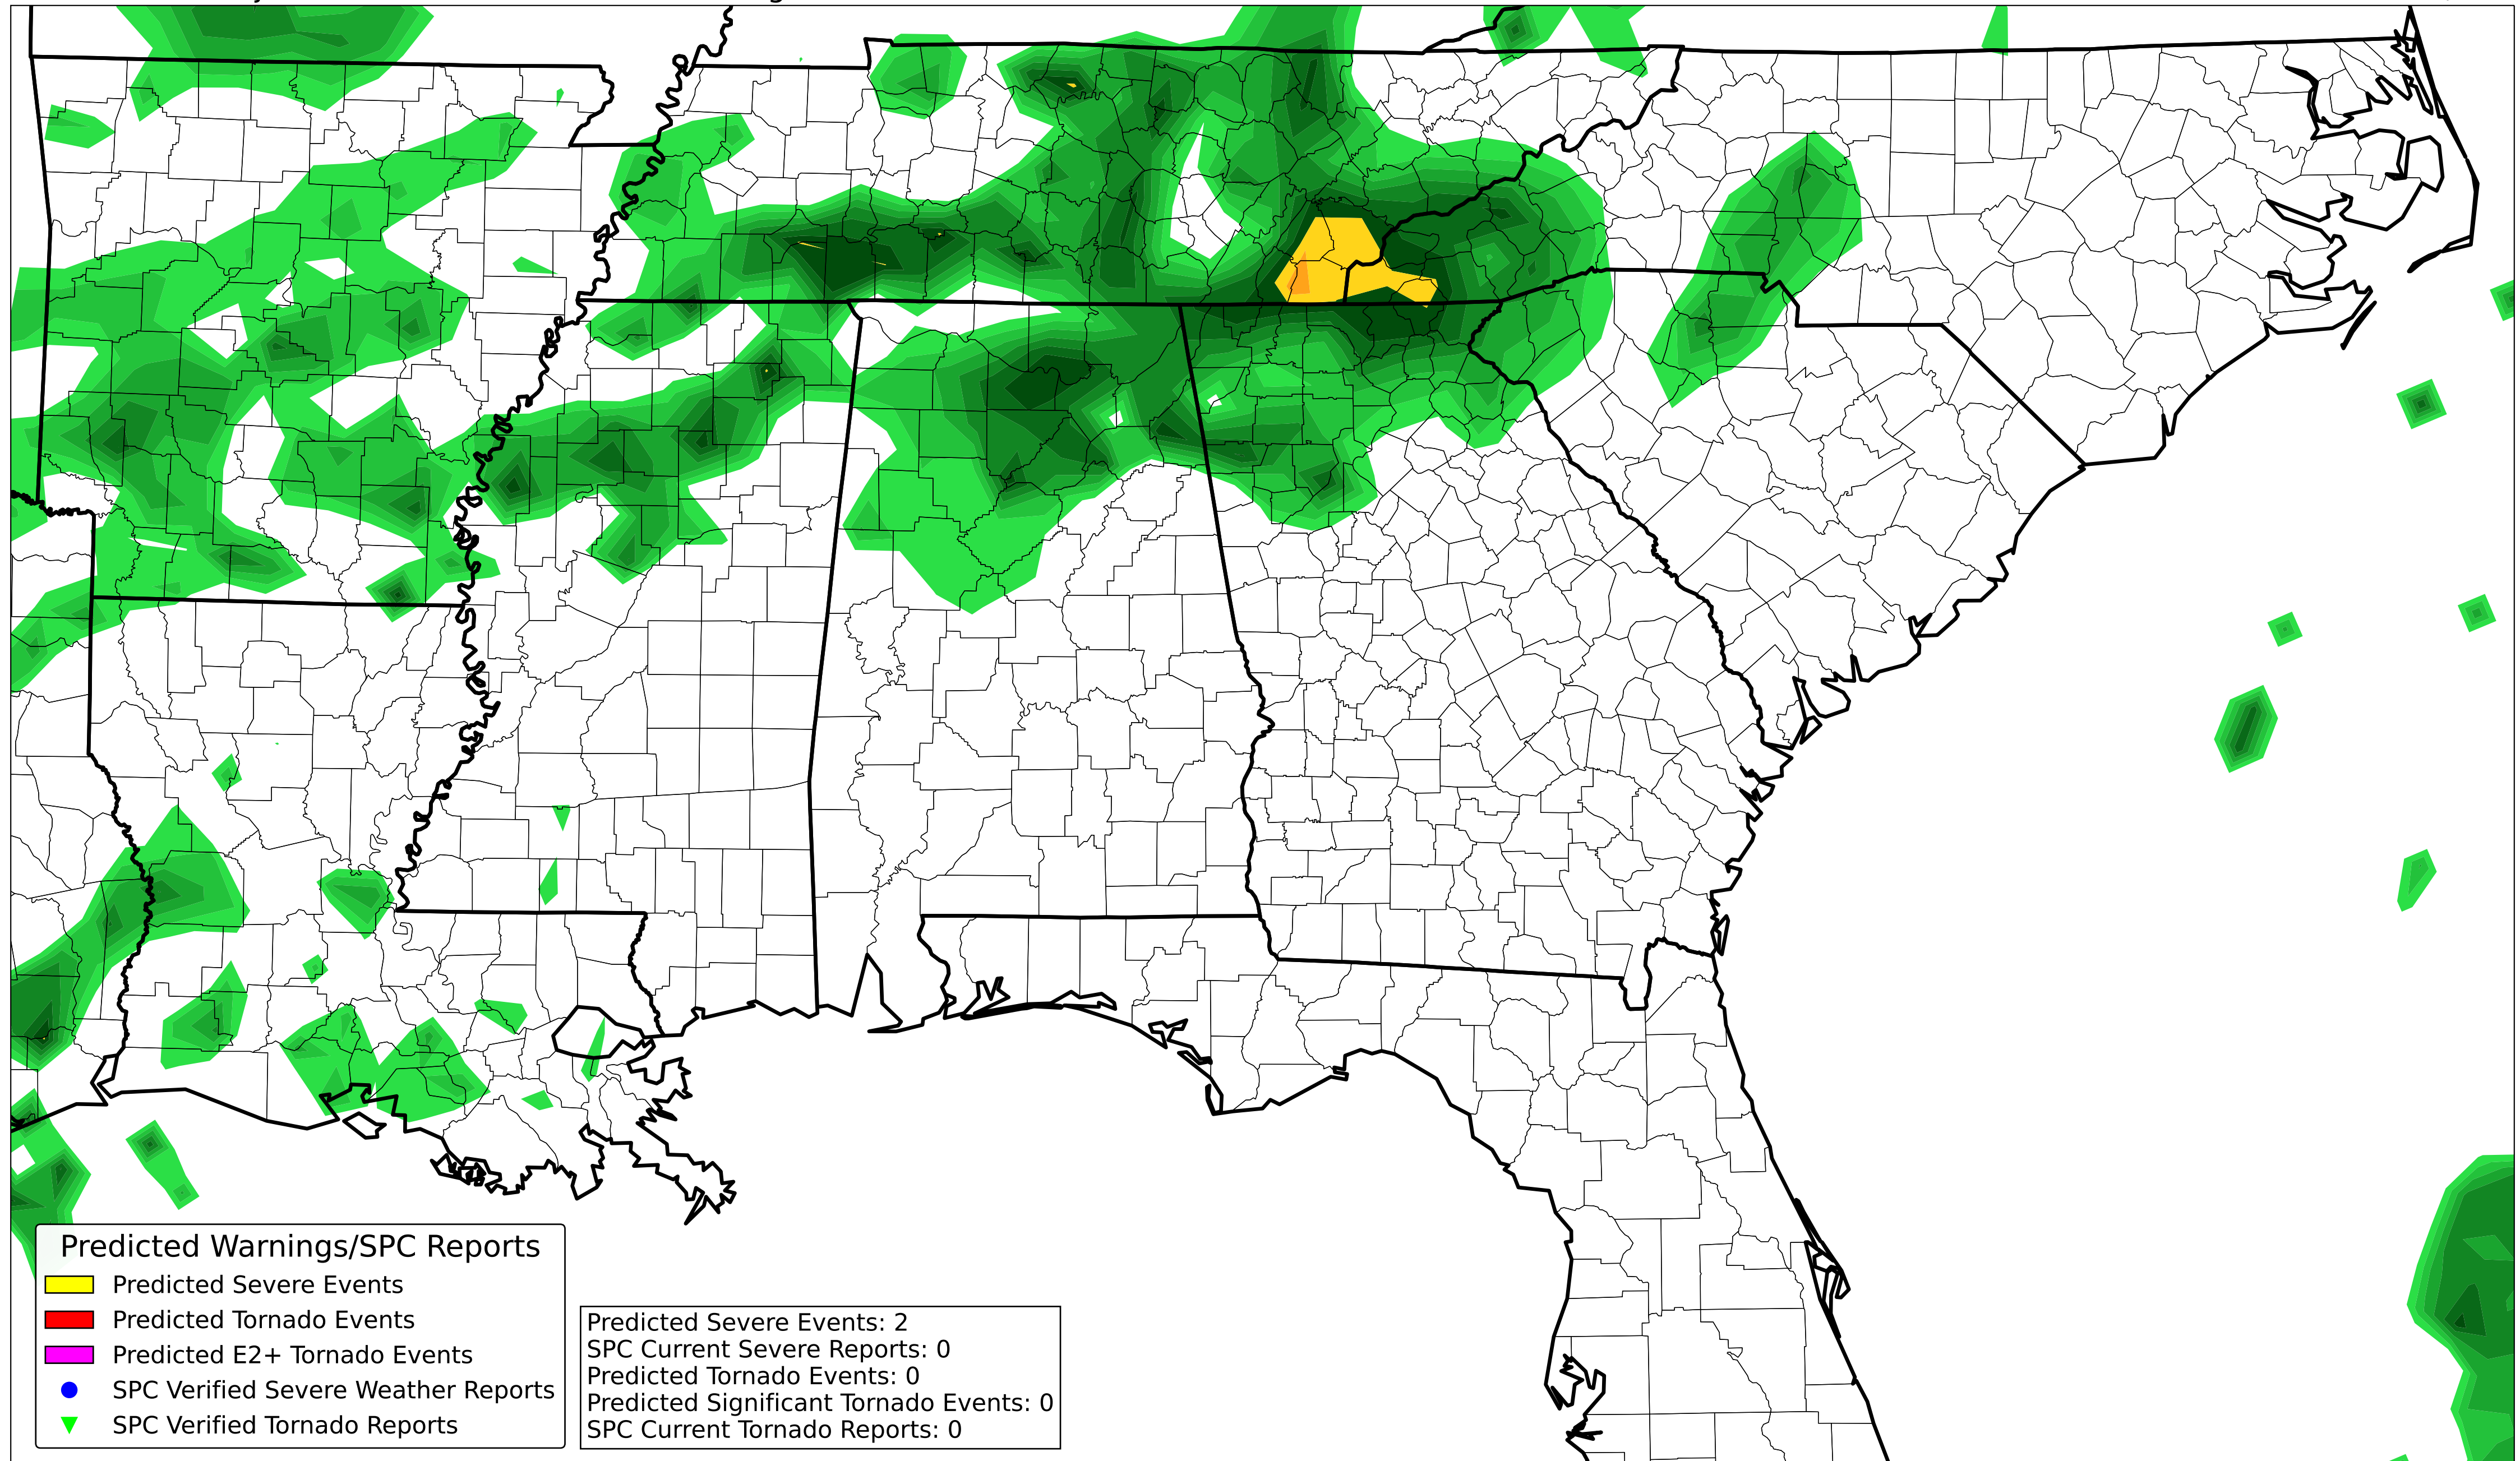 Predicted Warnings/SPC Reports
Predicted Severe Events
Predicted Tornado Events
Predicted E2+ Tornado Events
SPC Verified Severe Weather Reports
SPC Verified Tornado Reports
Predicted Severe Events: 2
SPC Current Severe Reports: 0
Predicted Tornado Events: 0
Predicted Significant Tornado Events: 0
SPC Current Tornado Reports: 0